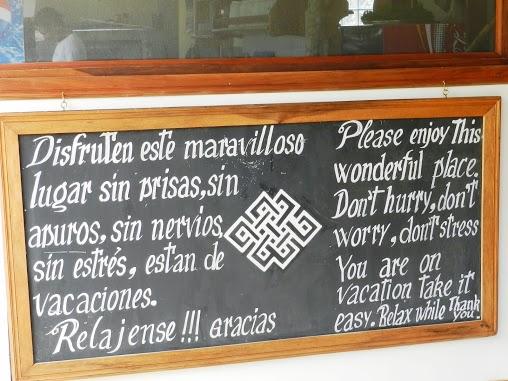 Disfruten este maravilloso
lugar sin prisas, sin
apuros, sin nervios,
sin estrés, estan de
vacaciones.
Relajense !!! Gracias
Please enjoy This
wonderful place.
Don't hurry, don't
worry, don't stress
You are on
vacation take it
easy. Relax while Thank
you.